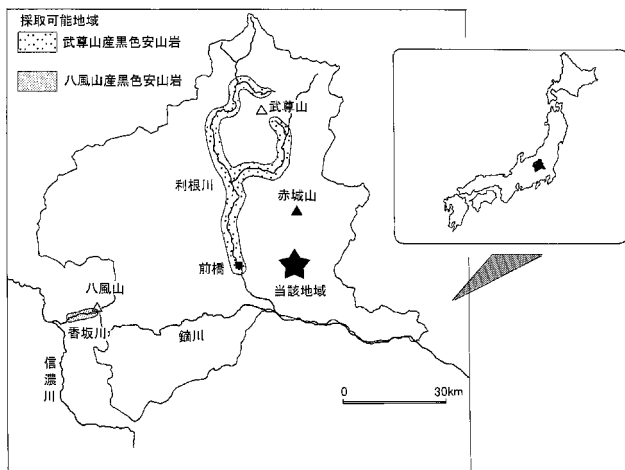 採取可能地域
武尊山産黒色安山岩
八風山産黒色安山岩
武尊山
利根川
赤城山
前橋
当該地域
八風山
香坂川
鏑川
信濃川
0 30km